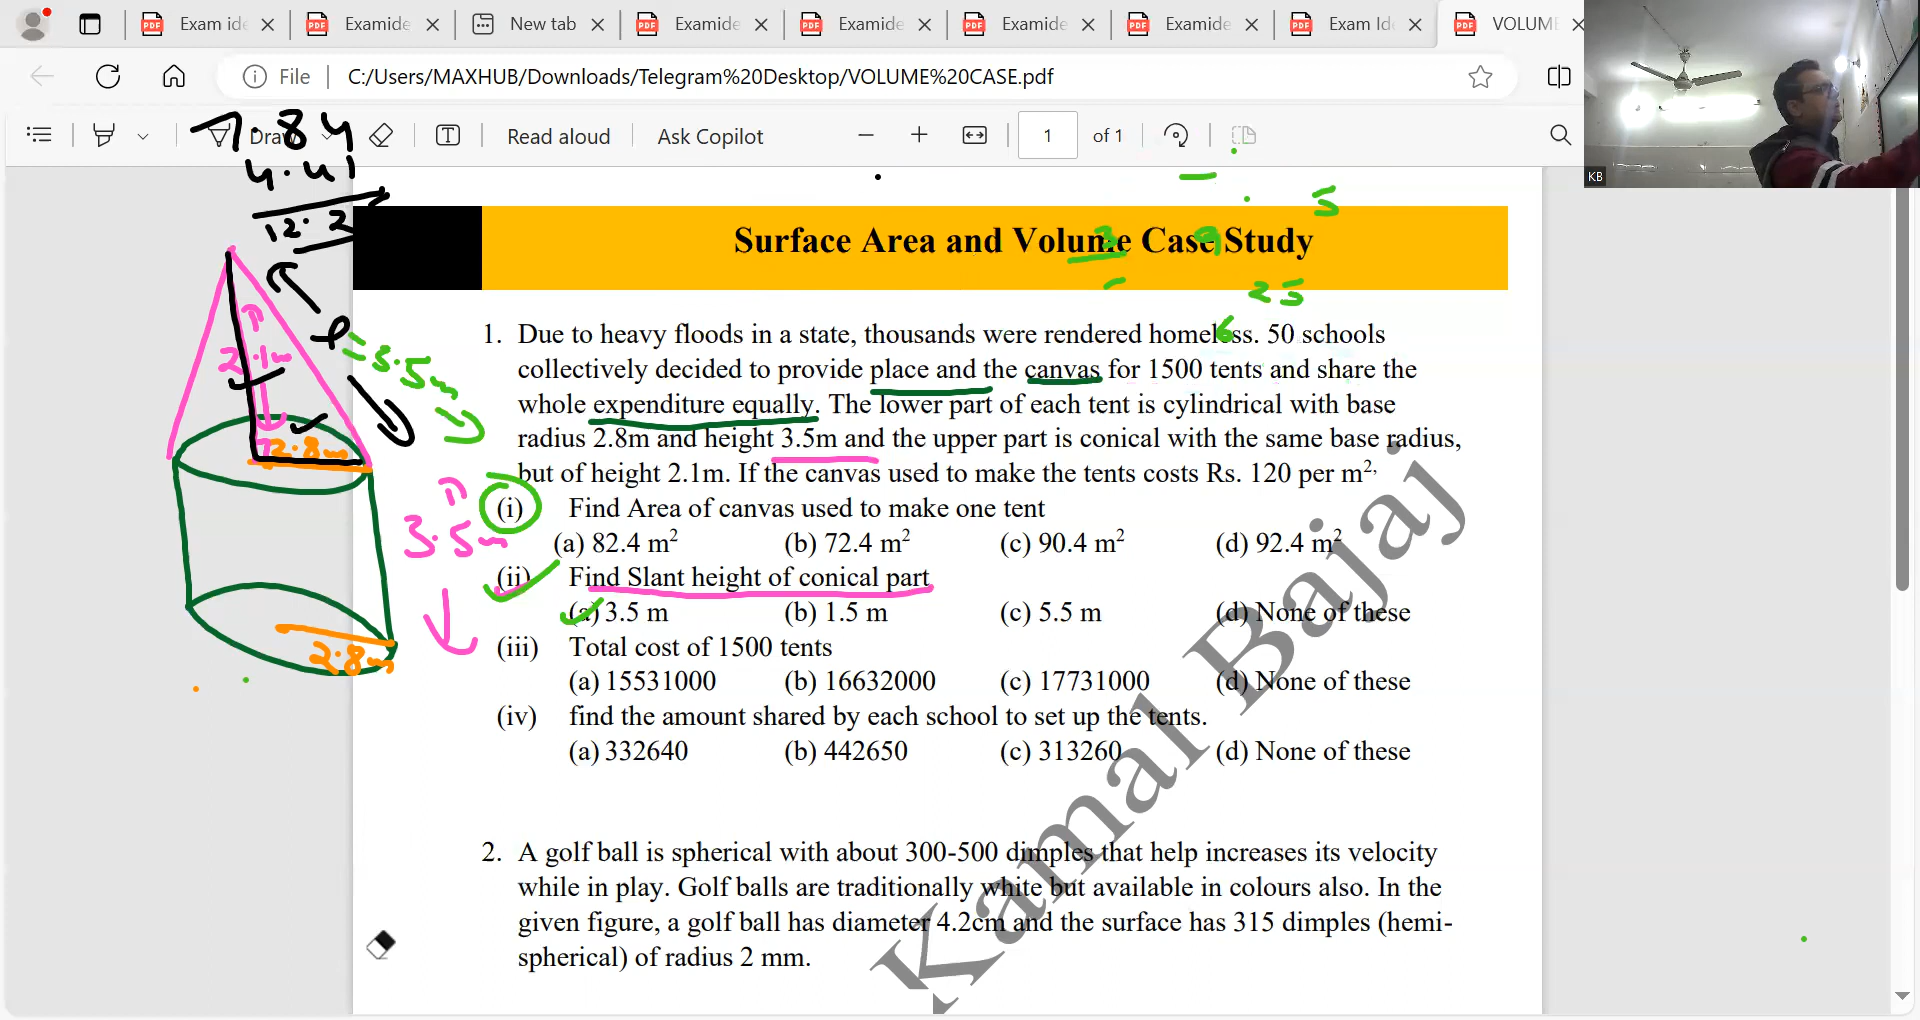 Exam ide
Examide
New tab
Examide
Examide
Examide
Examide
Exam Ide
VOLUME
File
C:/Users/MAXHUB/Downloads/Telegram%20Desktop/VOLUME%20CASE.pdf
Draw
Read aloud
Ask Copilot
1
of 1
KB
7.84
4.41
12.2
5
3
9
25
6
Surface Area and Volume Case Study
1. Due to heavy floods in a state, thousands were rendered homeless. 50 schools
collectively decided to provide place and the canvas for 1500 tents and share the
whole expenditure equally. The lower part of each tent is cylindrical with base
radius 2.8m and height 3.5m and the upper part is conical with the same base radius,
but of height 2.1m. If the canvas used to make the tents costs Rs. 120 per m²,
(i) Find Area of canvas used to make one tent
(a) 82.4 m² (b) 72.4 m² (c) 90.4 m² (d) 92.4 m²
(ii) Find Slant height of conical part
(a) 3.5 m (b) 1.5 m (c) 5.5 m (d) None of these
(iii) Total cost of 1500 tents
(a) 15531000 (b) 16632000 (c) 17731000 (d) None of these
(iv) find the amount shared by each school to set up the tents.
(a) 332640 (b) 442650 (c) 313260 (d) None of these
2. A golf ball is spherical with about 300-500 dimples that help increases its velocity
while in play. Golf balls are traditionally white but available in colours also. In the
given figure, a golf ball has diameter 4.2cm and the surface has 315 dimples (hemi-
spherical) of radius 2 mm.
l = 3.5m
2.1m
2.8m
3.5m
2.8m
Kamal Bajaj